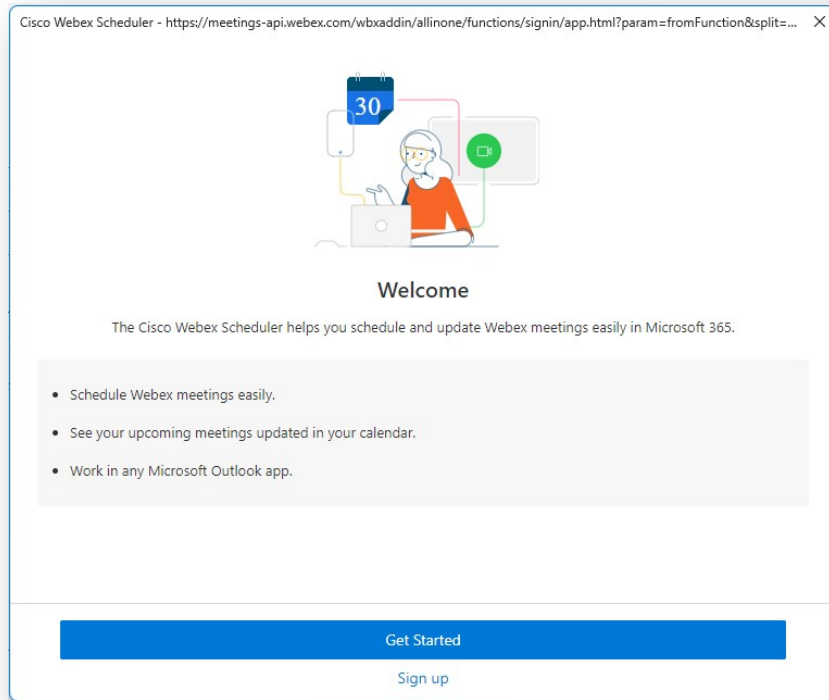 Cisco Webex Scheduler - https://meetings-api.webex.com/wbxaddin/allinone/functions/signin/app.html?param=fromFunction&split=...
30
Welcome
The Cisco Webex Scheduler helps you schedule and update Webex meetings easily in Microsoft 365.
• Schedule Webex meetings easily.
• See your upcoming meetings updated in your calendar.
• Work in any Microsoft Outlook app.
Get Started
Sign up